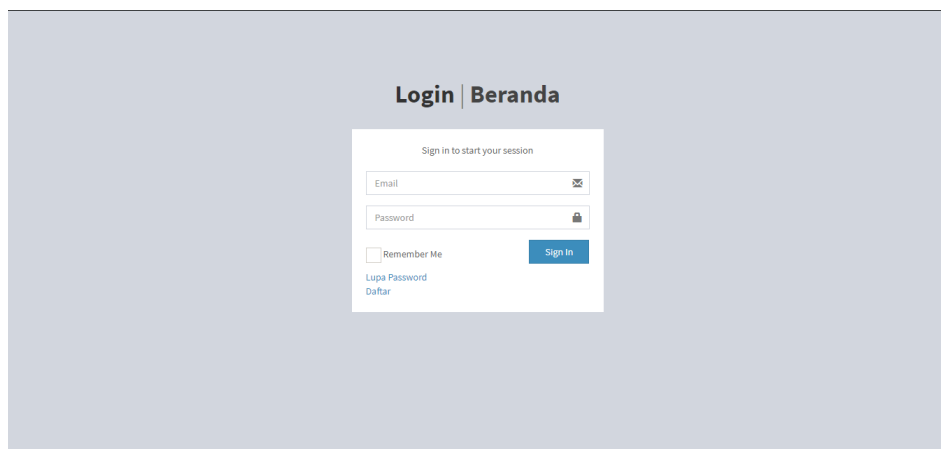 Login | Beranda
Sign in to start your session
Email
Password
Remember Me
Sign In
Lupa Password
Daftar